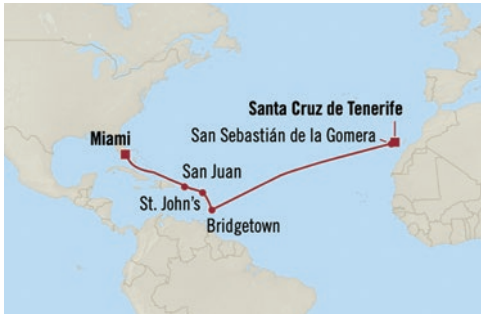 Santa Cruz de Tenerife
San Sebastián de la Gomera
Miami
San Juan
St. John's
Bridgetown